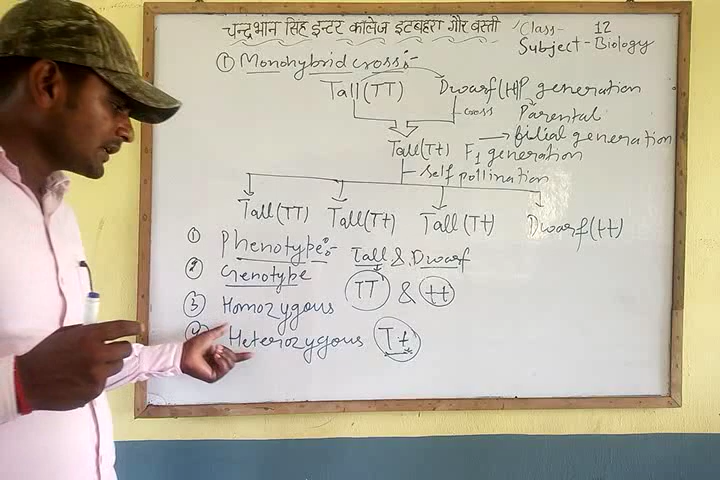 चन्द्रभान सिंह इन्टर कॉलेज इटबहरा गौर बस्ती
Class- 12
Subject - Biology
① Monohybrid cross:-
Tall(TT) Dwarf(tt) P generation
cross Parental
Tall(Tt) F1 generation → filial generation
Self pollination
Tall(TT) Tall(Tt) Tall(Tt) Dwarf(tt)
① Phenotype:- Tall & Dwarf
② Genotype TT & tt
③ Homozygous
④ Heterozygous Tt